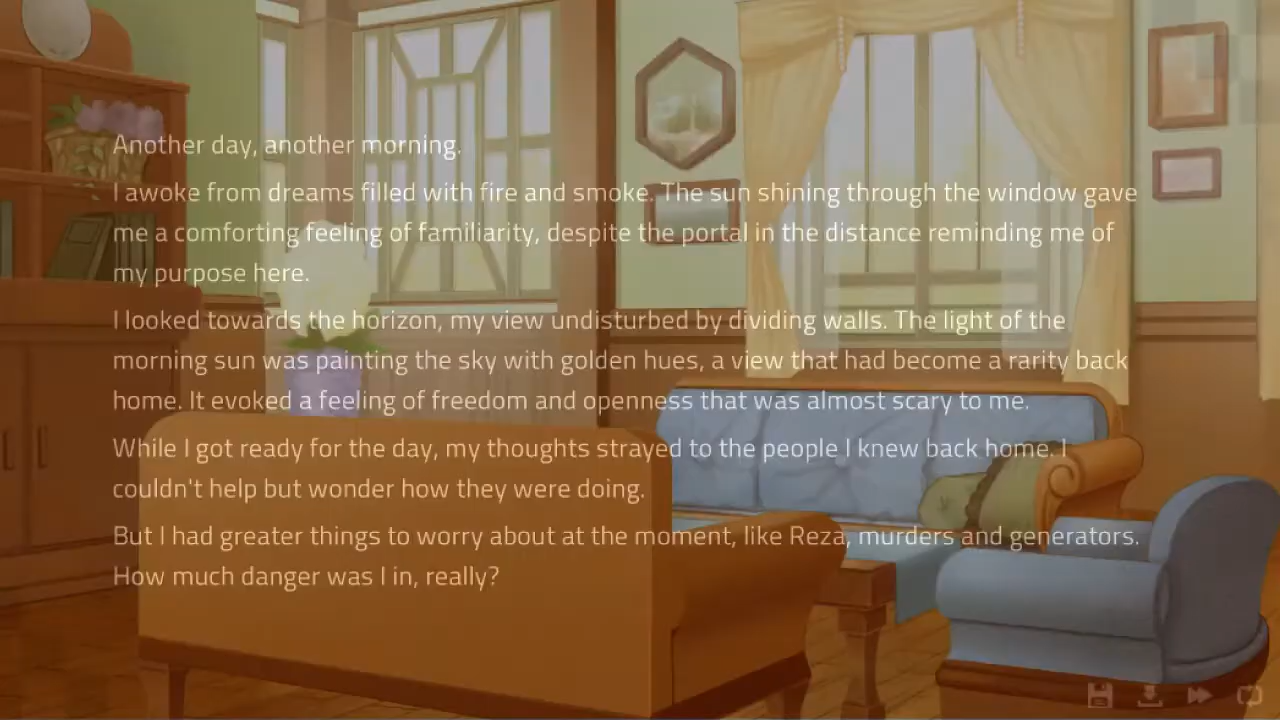 Another day, another morning.
I awoke from dreams filled with fire and smoke. The sun shining through the window gave
me a comforting feeling of familiarity, despite the portal in the distance reminding me of
my purpose here.
I looked towards the horizon, my view undisturbed by dividing walls. The light of the
morning sun was painting the sky with golden hues, a view that had become a rarity back
home. It evoked a feeling of freedom and openness that was almost scary to me.
While I got ready for the day, my thoughts strayed to the people I knew back home. I
couldn't help but wonder how they were doing.
But I had greater things to worry about at the moment, like Reza, murders and generators.
How much danger was I in, really?